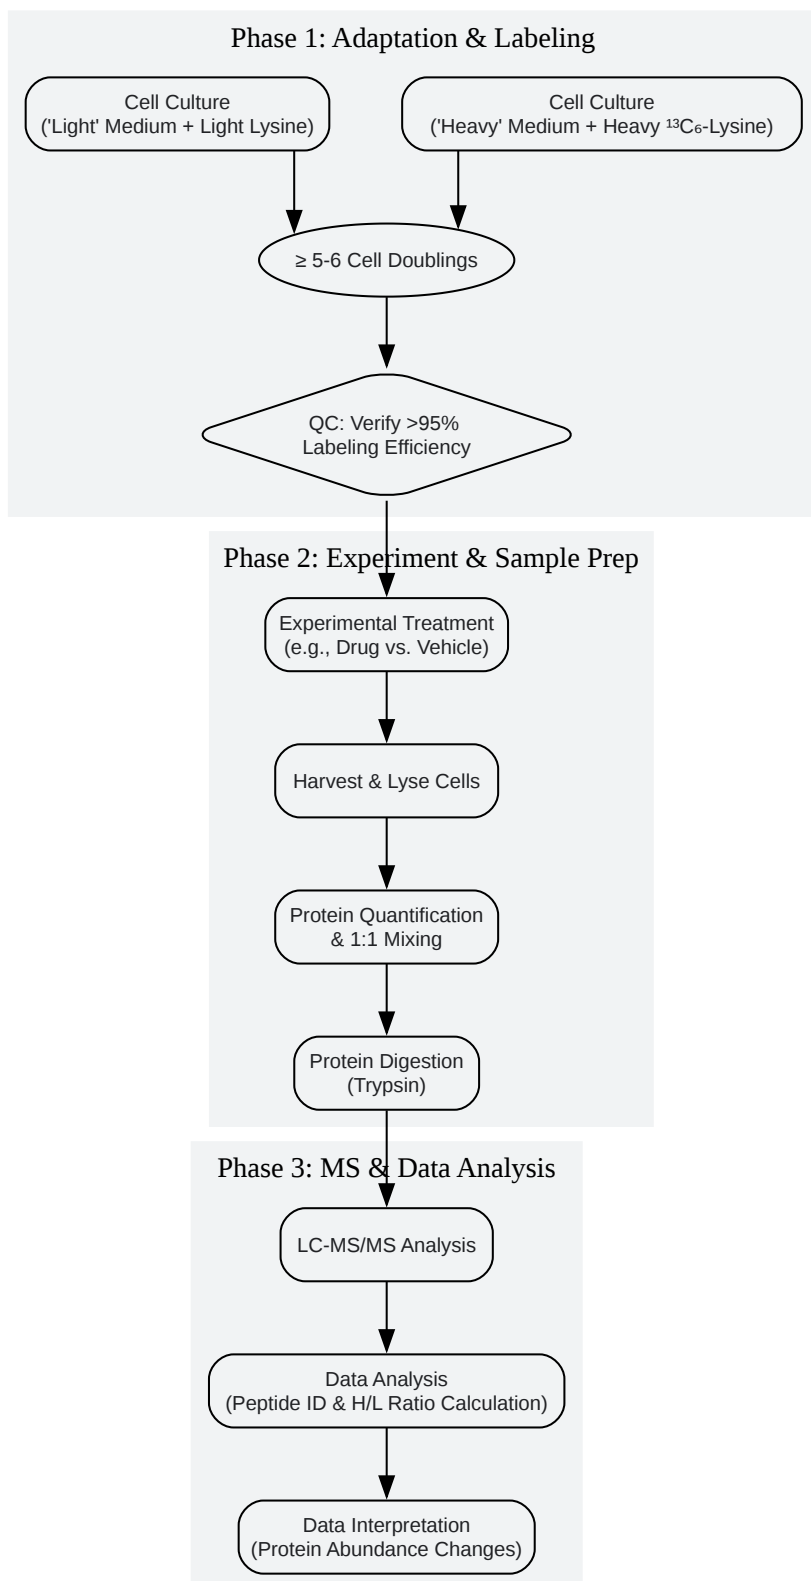 Phase 1: Adaptation & Labeling
Cell Culture
('Light' Medium + Light Lysine)
Cell Culture
('Heavy' Medium + Heavy ¹³C₆-Lysine)
≥ 5-6 Cell Doublings
QC: Verify >95%
Labeling Efficiency
Phase 2: Experiment & Sample Prep
Experimental Treatment
(e.g., Drug vs. Vehicle)
Harvest & Lyse Cells
Protein Quantification
& 1:1 Mixing
Protein Digestion
(Trypsin)
Phase 3: MS & Data Analysis
LC-MS/MS Analysis
Data Analysis
(Peptide ID & H/L Ratio Calculation)
Data Interpretation
(Protein Abundance Changes)